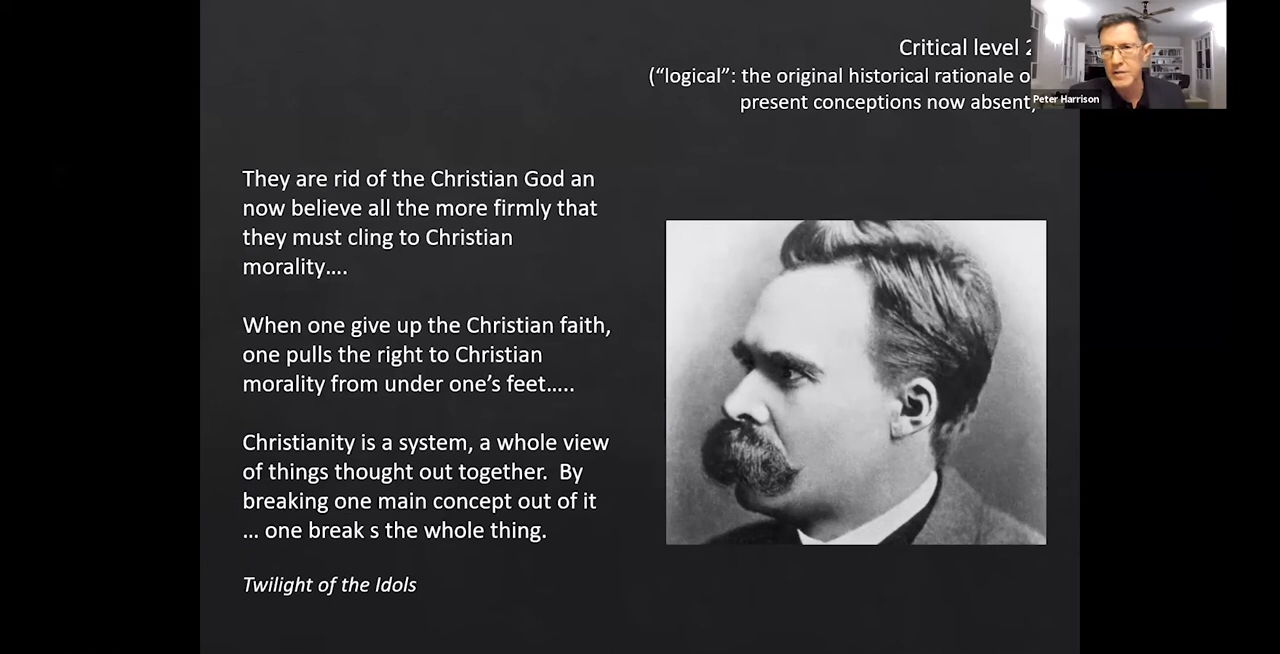 Critical level 2
("logical": the original historical rationale o
present conceptions now absent,
Peter Harrison
They are rid of the Christian God an
now believe all the more firmly that
they must cling to Christian
morality….
When one give up the Christian faith,
one pulls the right to Christian
morality from under one's feet…..
Christianity is a system, a whole view
of things thought out together.  By
breaking one main concept out of it
… one break s the whole thing.
Twilight of the Idols